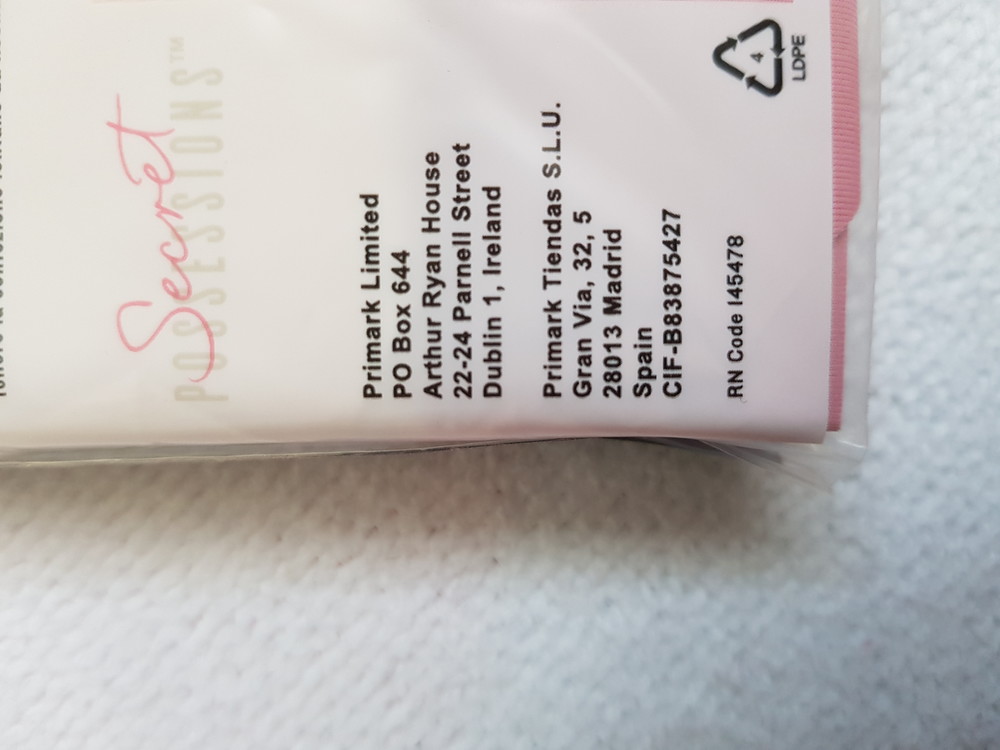 Secret
POSSESSIONS™
Primark Limited
PO Box 644
Arthur Ryan House
22-24 Parnell Street
Dublin 1, Ireland
Primark Tiendas S.L.U.
Gran Via, 32, 5
28013 Madrid
Spain
CIF-B83875427
RN Code I45478
4
LDPE